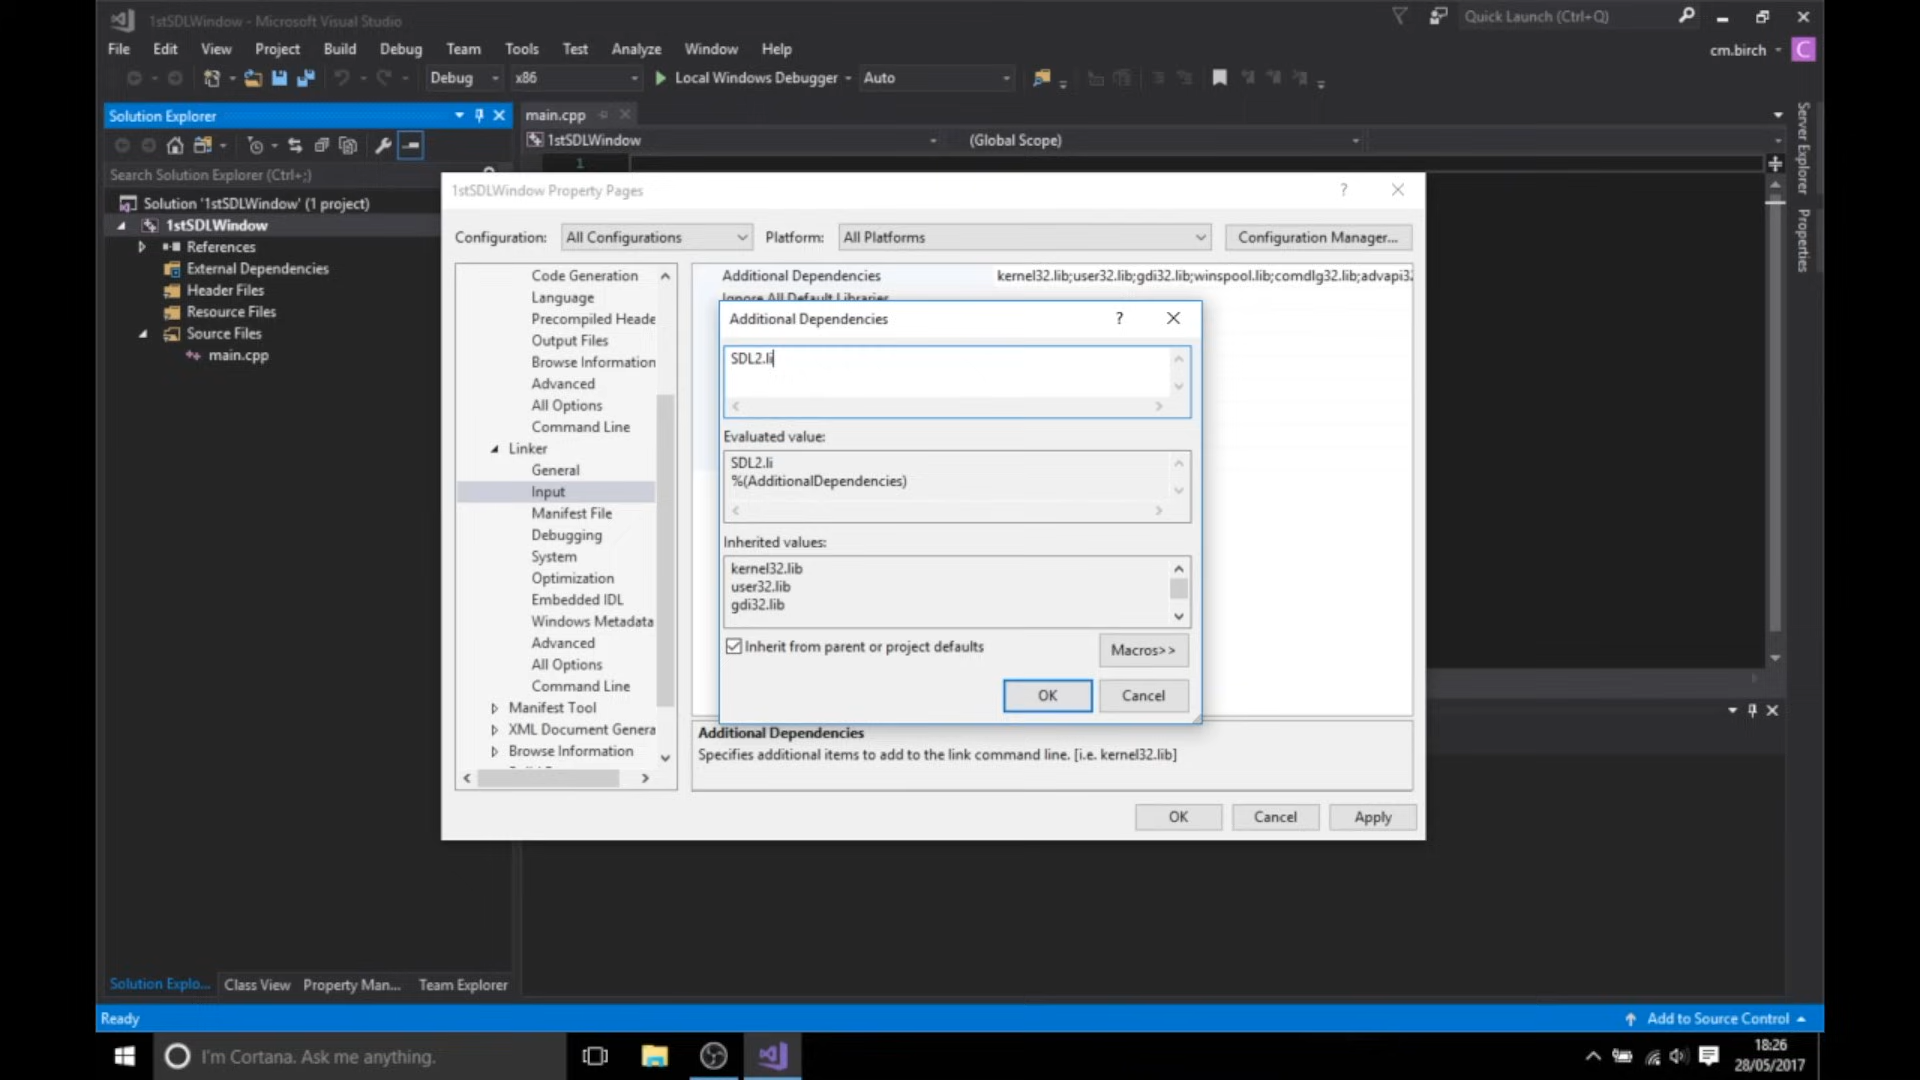 1stSDLWindow - Microsoft Visual Studio
Quick Launch (Ctrl+Q)
File Edit View Project Build Debug Team Tools Test Analyze Window Help
cm.birch
C
Debug x86 Local Windows Debugger Auto
Solution Explorer
main.cpp
1stSDLWindow
(Global Scope)
Search Solution Explorer (Ctrl+;)
1
Solution '1stSDLWindow' (1 project)
1stSDLWindow
References
External Dependencies
Header Files
Resource Files
Source Files
main.cpp
Server Explorer
Properties
1stSDLWindow Property Pages
Configuration: All Configurations Platform: All Platforms Configuration Manager...
Code Generation
Language
Precompiled Heade
Output Files
Browse Information
Advanced
All Options
Command Line
Linker
General
Input
Manifest File
Debugging
System
Optimization
Embedded IDL
Windows Metadata
Advanced
All Options
Command Line
Manifest Tool
XML Document Genera
Browse Information
Additional Dependencies kernel32.lib;user32.lib;gdi32.lib;winspool.lib;comdlg32.lib;advapi32
Ignore All Default Libraries
Additional Dependencies
SDL2.li
Evaluated value:
SDL2.li
%(AdditionalDependencies)
Inherited values:
kernel32.lib
user32.lib
gdi32.lib
Inherit from parent or project defaults
Macros>>
OK Cancel
Additional Dependencies
Specifies additional items to add to the link command line. [i.e. kernel32.lib]
OK Cancel Apply
Solution Explo... Class View Property Man... Team Explorer
Ready
Add to Source Control
I'm Cortana. Ask me anything.
18:26
28/05/2017